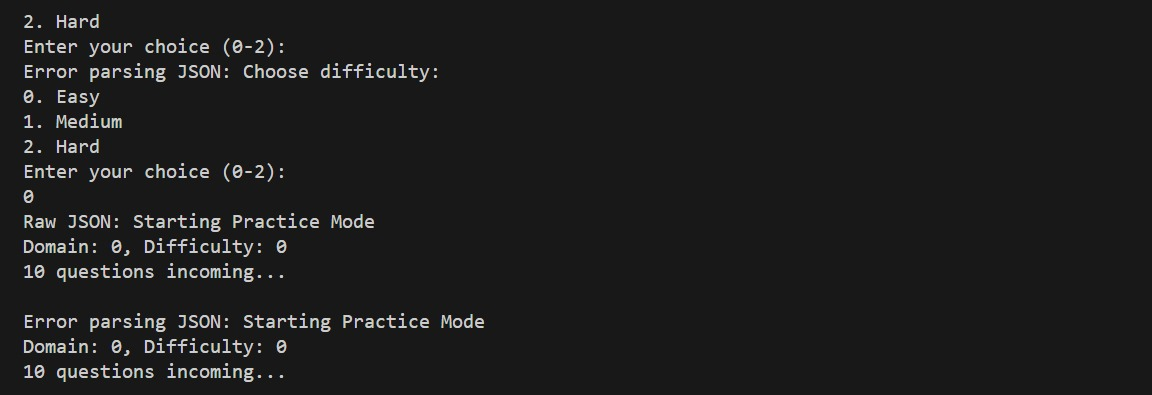 2. Hard
Enter your choice (0-2):
Error parsing JSON: Choose difficulty:
0. Easy
1. Medium
2. Hard
Enter your choice (0-2):
0
Raw JSON: Starting Practice Mode
Domain: 0, Difficulty: 0
10 questions incoming...
Error parsing JSON: Starting Practice Mode
Domain: 0, Difficulty: 0
10 questions incoming...